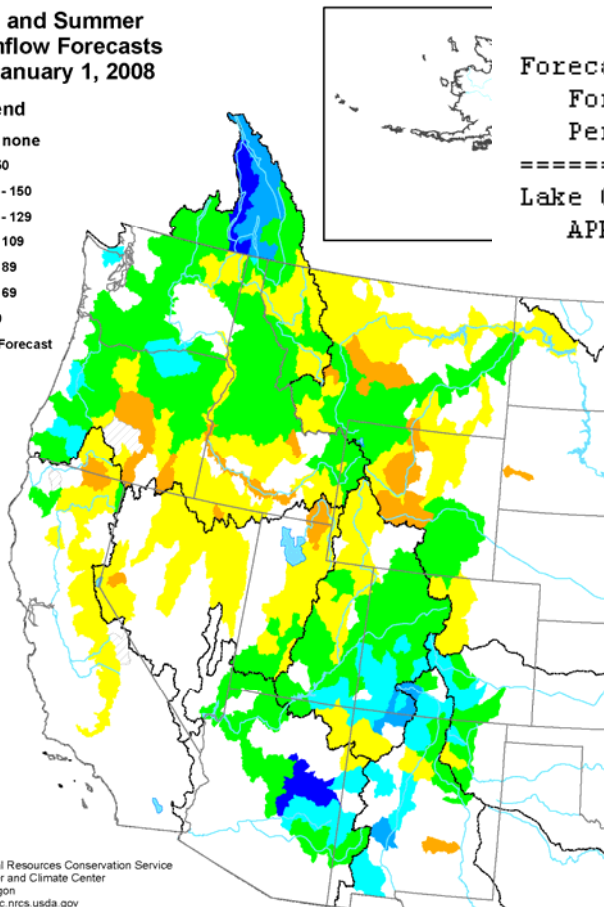 and Summer
nflow Forecasts
anuary 1, 2008
end
none
50
- 150
- 129
109
89
69
Forecast
Foreca
For
Per
=======
Lake
APR
l Resources Conservation Service
r and Climate Center
gon
c.nrcs.usda.gov